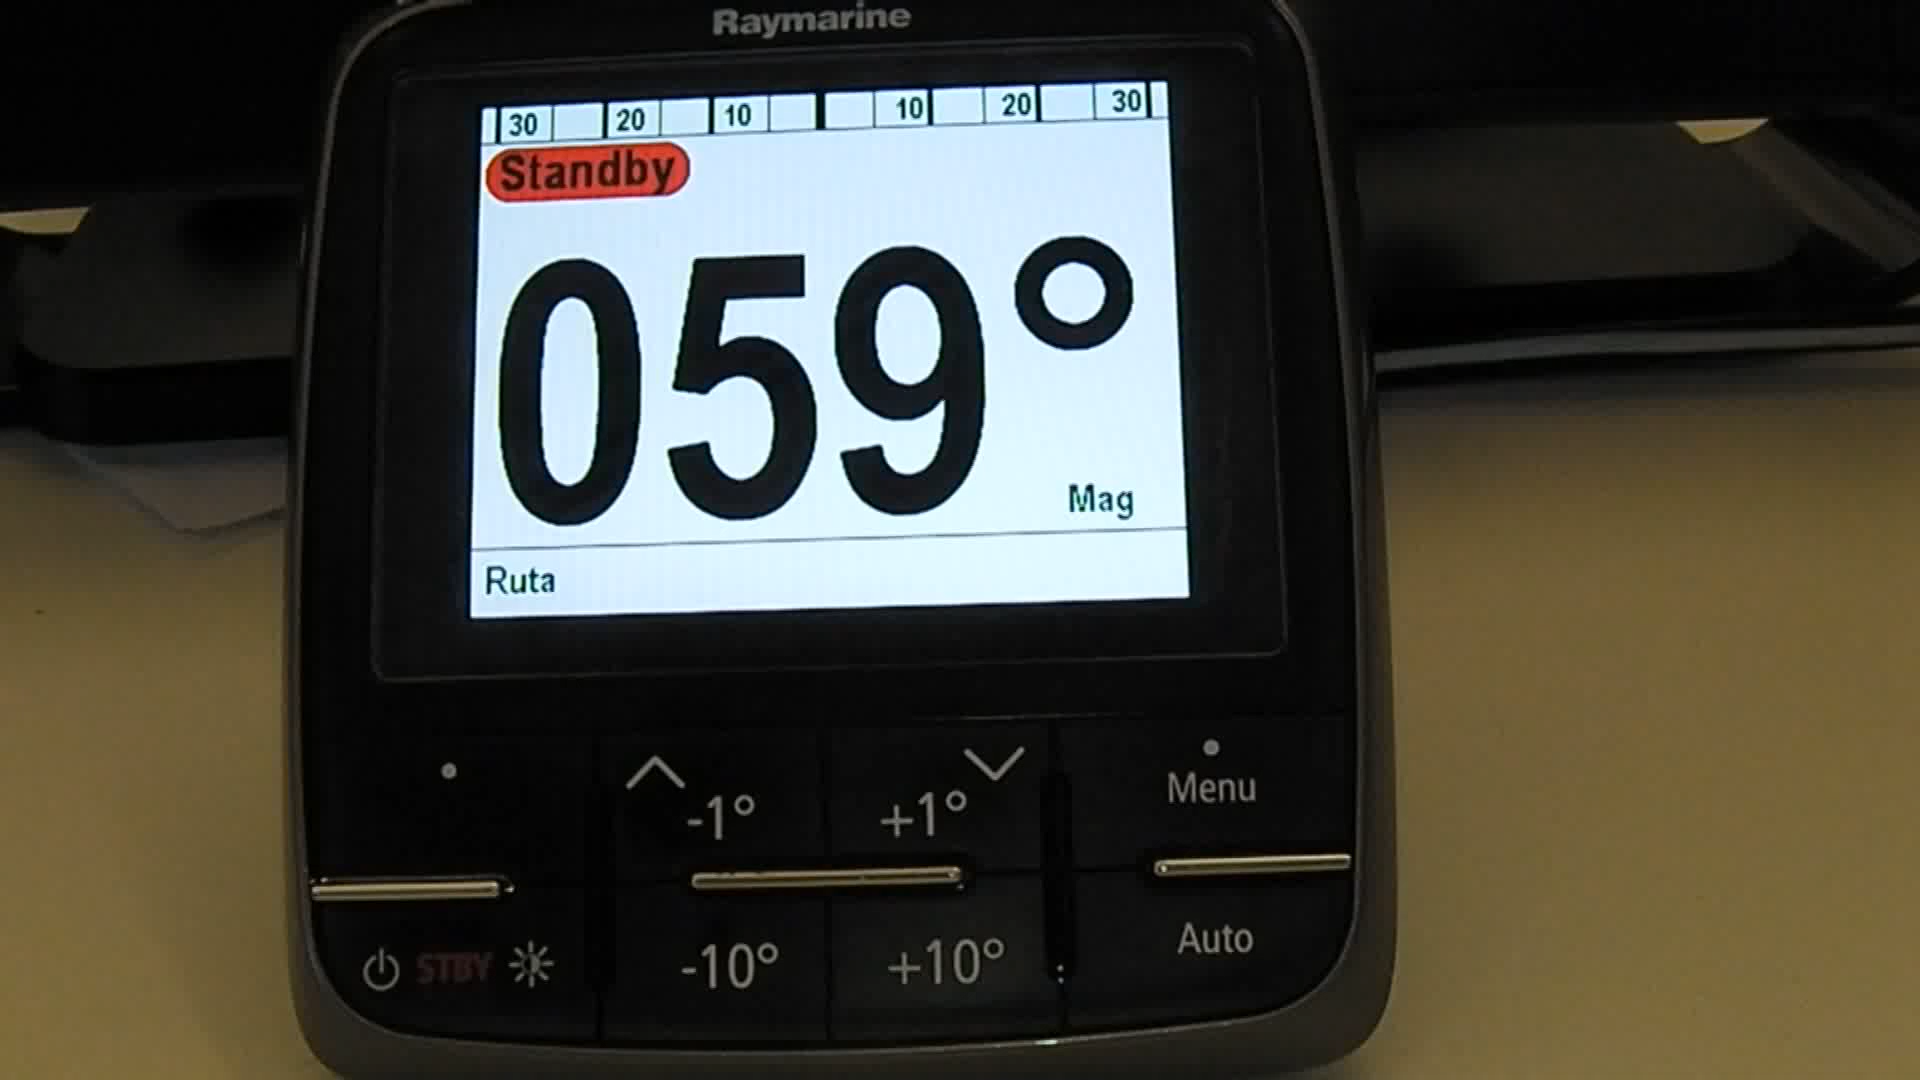 Raymarine
30 20 10 10 20 30
Standby
059°
Mag
Ruta
Menu
-1° +1°
STBY -10° +10° Auto